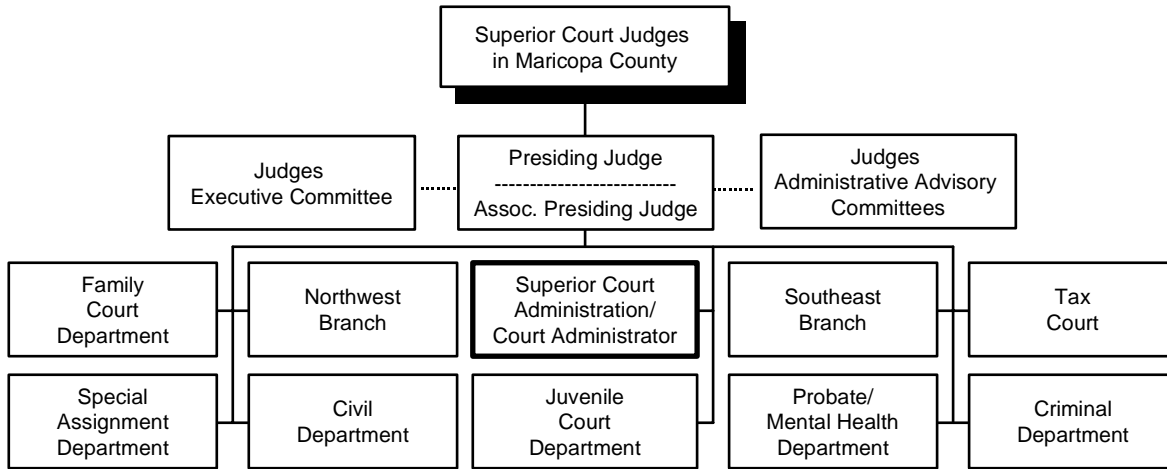 Superior Court Judges
in Maricopa County
Judges
Executive Committee
Presiding Judge
--------------------------
Assoc. Presiding Judge
Judges
Administrative Advisory
Committees
Family
Court
Department
Northwest
Branch
Superior Court
Administration/
Court Administrator
Southeast
Branch
Tax
Court
Special
Assignment
Department
Civil
Department
Juvenile
Court
Department
Probate/
Mental Health
Department
Criminal
Department